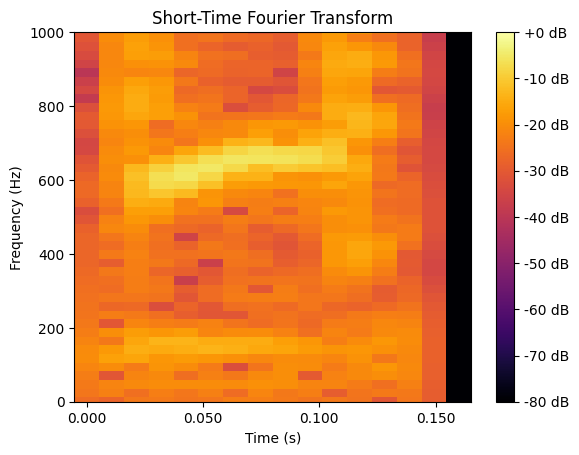 Short-Time Fourier Transform
1000
800
600
400
200
0
Frequency (Hz)
0.000
0.050
0.100
0.150
Time (s)
+0 dB
-10 dB
-20 dB
-30 dB
-40 dB
-50 dB
-60 dB
-70 dB
-80 dB